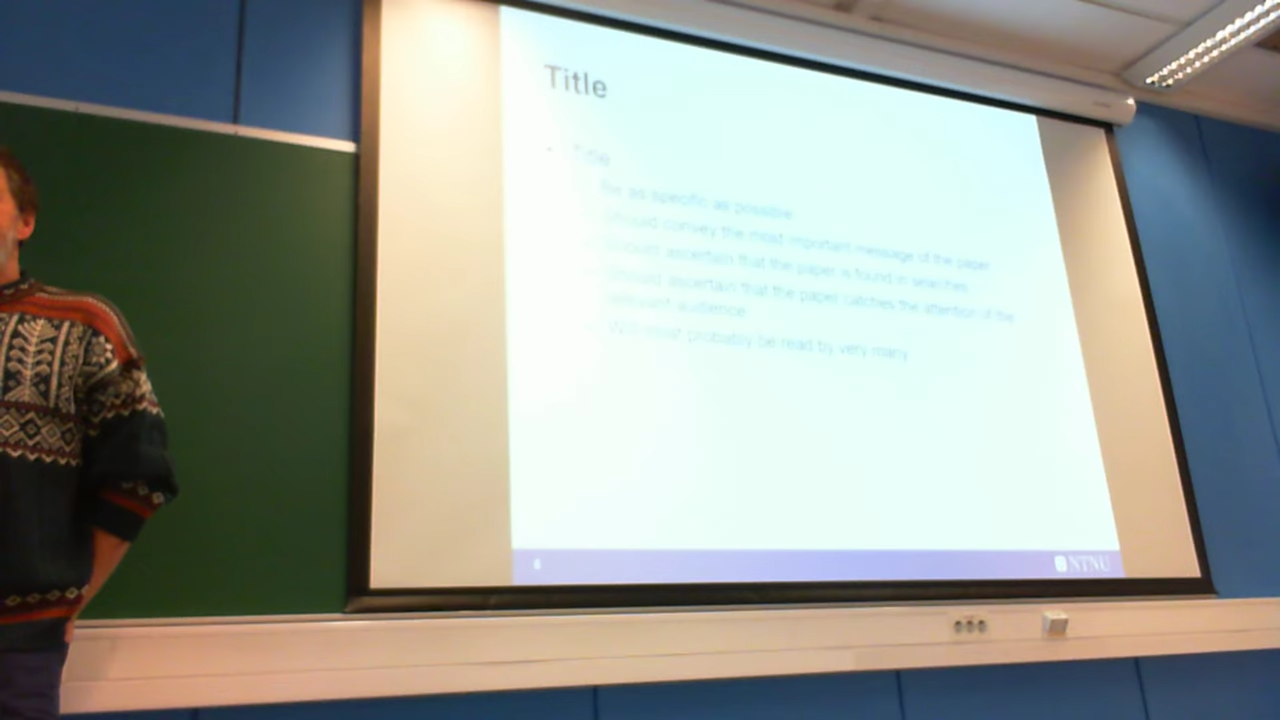 Title
• Title
Be as specific as possible
Should convey the most important message of the paper
Should ascertain that the paper is found in searches
Should ascertain that the paper catches the attention of the
relevant audience
Will most probably be read by very many
6
NTNU